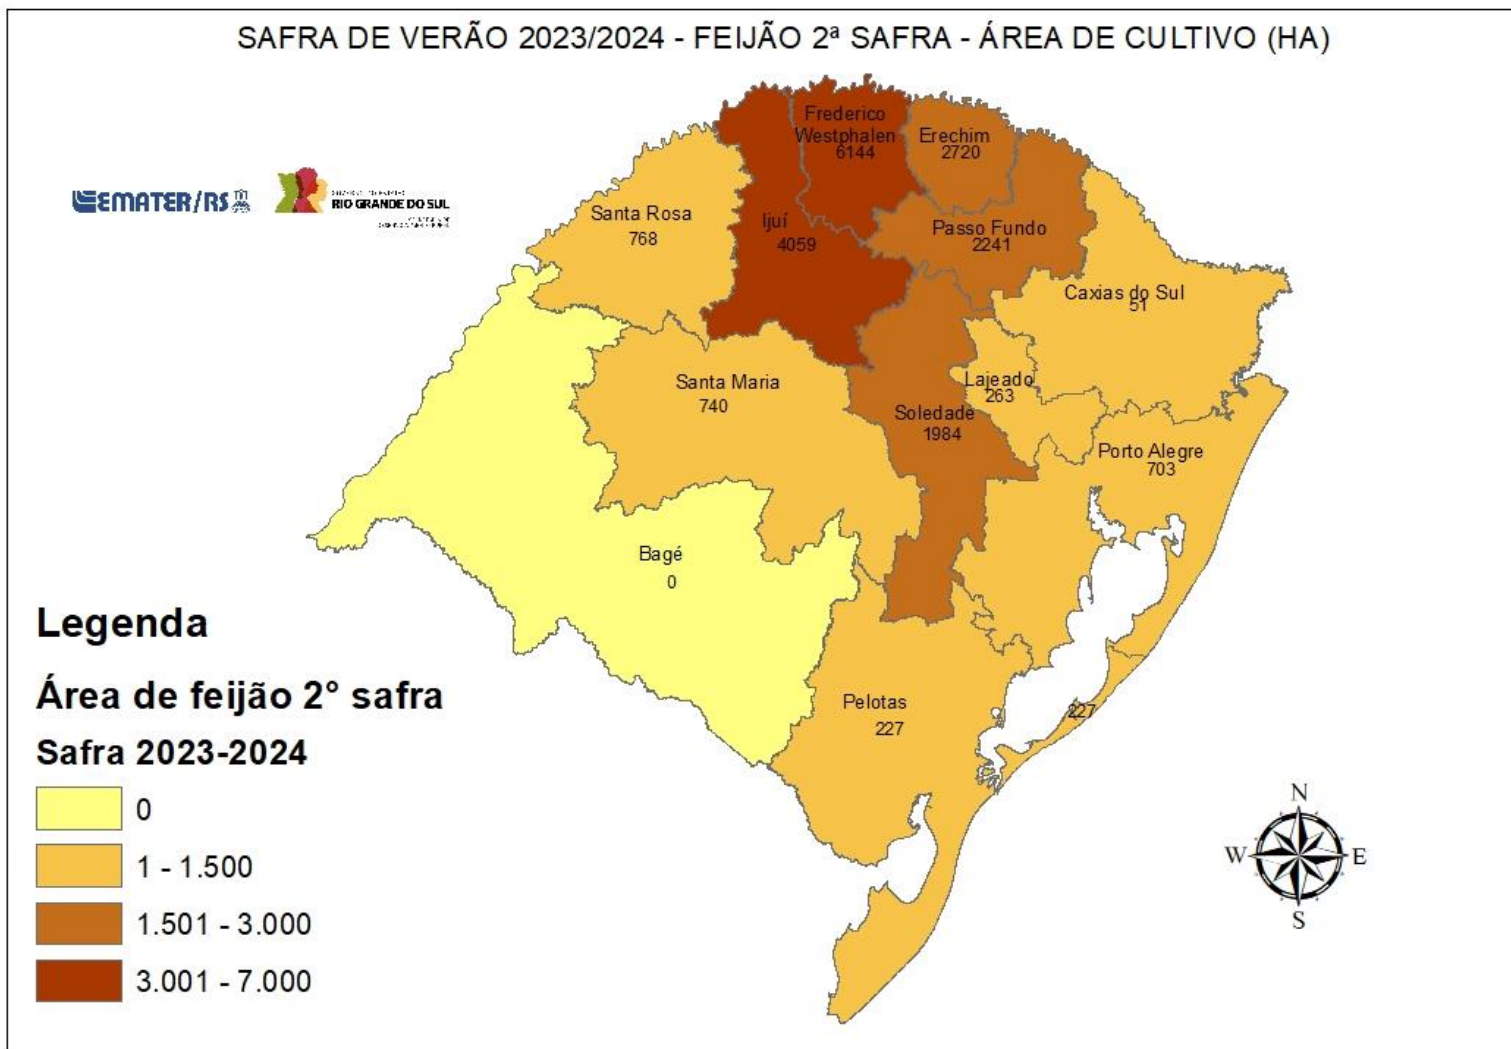 SAFRA DE VERÃO 2023/2024 - FEIJÃO 2ª SAFRA - ÁREA DE CULTIVO (HA)
EMATER/RS
RIO GRANDE DO SUL
Frederico
Westphalen
6144
Erechim
2720
Santa Rosa
768
Ijuí
4059
Passo Fundo
2241
Caxias do Sul
51
Santa Maria
740
Lajeado
263
Soledade
1984
Porto Alegre
703
Bagé
0
Pelotas
227
227
Legenda
Área de feijão 2° safra
Safra 2023-2024
0
1 - 1.500
1.501 - 3.000
3.001 - 7.000
N
W E
S